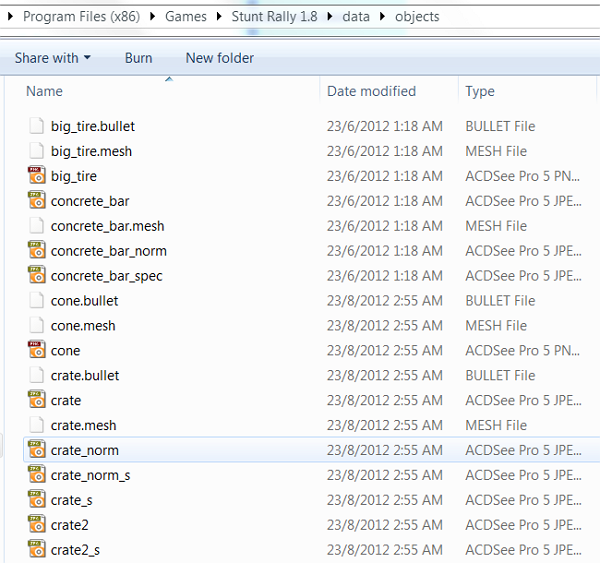 Program Files (x86) Games Stunt Rally 1.8 data objects
Share with Burn New folder
Name Date modified Type
big_tire.bullet 23/6/2012 1:18 AM BULLET File
big_tire.mesh 23/6/2012 1:18 AM MESH File
big_tire 23/6/2012 1:18 AM ACDSee Pro 5 PN...
concrete_bar 23/6/2012 1:18 AM ACDSee Pro 5 JPE...
concrete_bar.mesh 23/6/2012 1:18 AM MESH File
concrete_bar_norm 23/6/2012 1:18 AM ACDSee Pro 5 JPE...
concrete_bar_spec 23/6/2012 1:18 AM ACDSee Pro 5 JPE...
cone.bullet 23/8/2012 2:55 AM BULLET File
cone.mesh 23/8/2012 2:55 AM MESH File
cone 23/8/2012 2:55 AM ACDSee Pro 5 PN...
crate.bullet 23/8/2012 2:55 AM BULLET File
crate 23/8/2012 2:55 AM ACDSee Pro 5 JPE...
crate.mesh 23/8/2012 2:55 AM MESH File
crate_norm 23/8/2012 2:55 AM ACDSee Pro 5 JPE...
crate_norm_s 23/8/2012 2:55 AM ACDSee Pro 5 JPE...
crate_s 23/8/2012 2:55 AM ACDSee Pro 5 JPE...
crate2 23/8/2012 2:55 AM ACDSee Pro 5 JPE...
crate2_s 23/8/2012 2:55 AM ACDSee Pro 5 JPE...